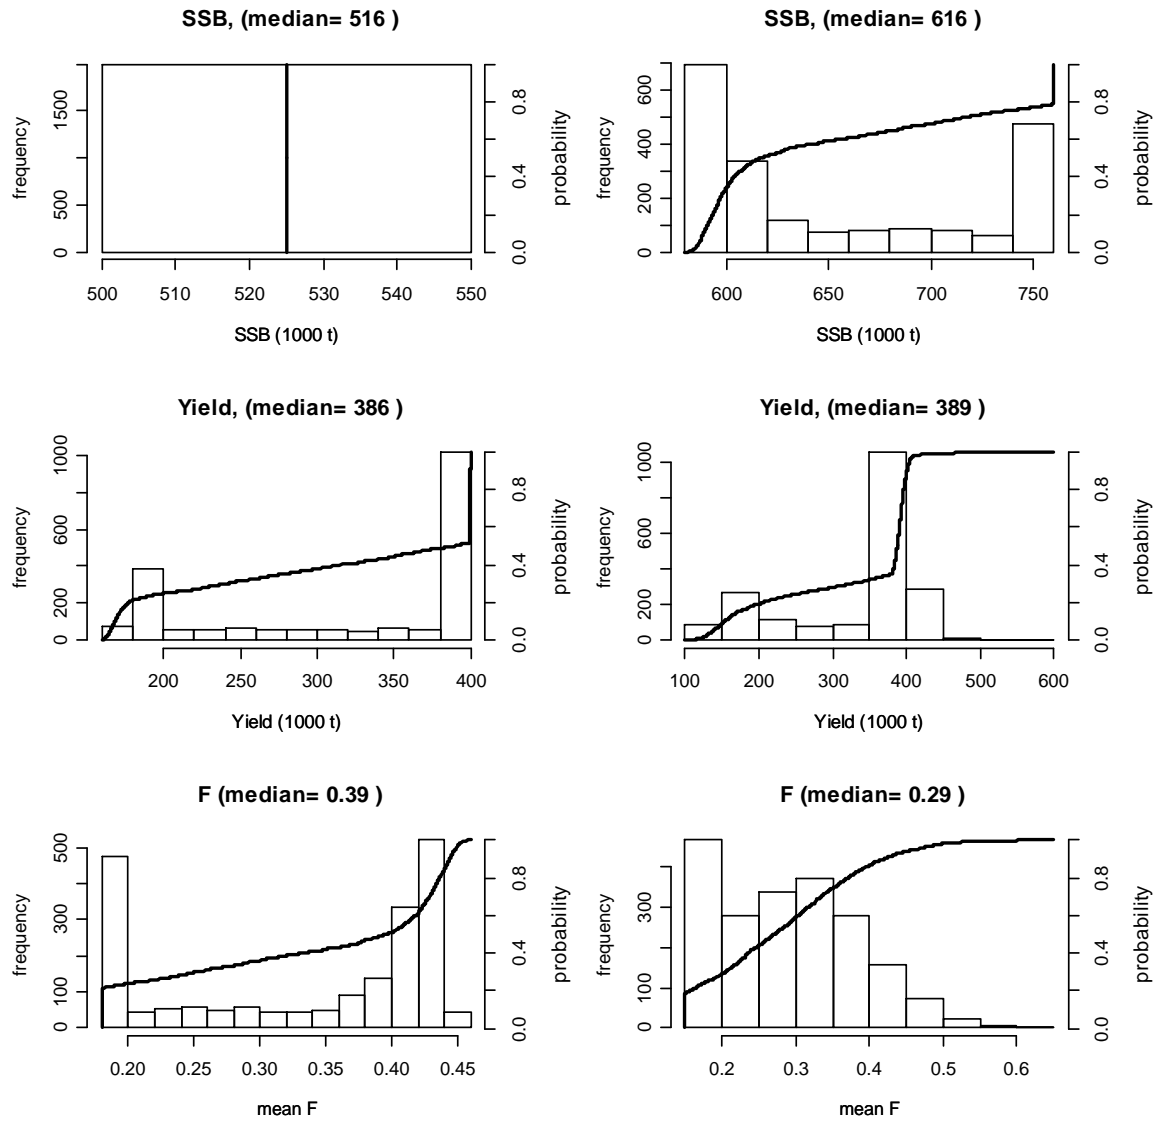 SSB, (median= 516 )
frequency
0
500
1500
0.0
0.4
0.8
probability
500 510 520 530 540 550
SSB (1000 t)
SSB, (median= 616 )
frequency
0
200
400
600
0.0
0.4
0.8
probability
600 650 700 750
SSB (1000 t)
Yield, (median= 386 )
frequency
0
200
600
1000
0.0
0.4
0.8
probability
200 250 300 350 400
Yield (1000 t)
Yield, (median= 389 )
frequency
0
200
600
1000
0.0
0.4
0.8
probability
100 200 300 400 500 600
Yield (1000 t)
F (median= 0.39 )
frequency
0
100
300
500
0.0
0.4
0.8
probability
0.20 0.25 0.30 0.35 0.40 0.45
mean F
F (median= 0.29 )
frequency
0
100
300
0.0
0.4
0.8
probability
0.2 0.3 0.4 0.5 0.6
mean F